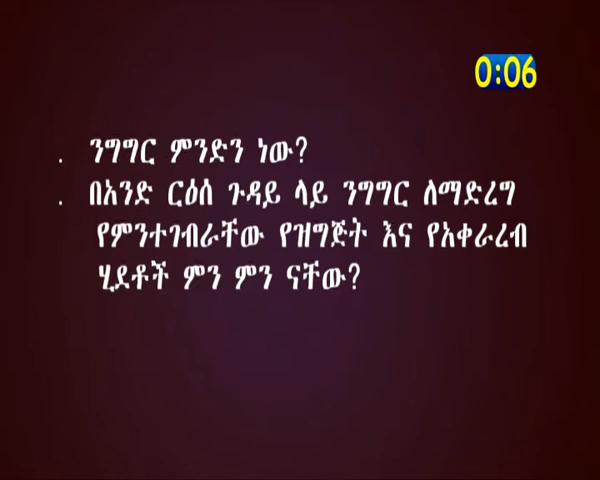 0:06
. ንግግር ምንድን ነው?
. በአንድ ርዕሰ ጉዳይ ላይ ንግግር ለማድረግ
የምንተገብራቸው የዝግጅት እና የአቀራረብ
ሂደቶች ምን ምን ናቸው?